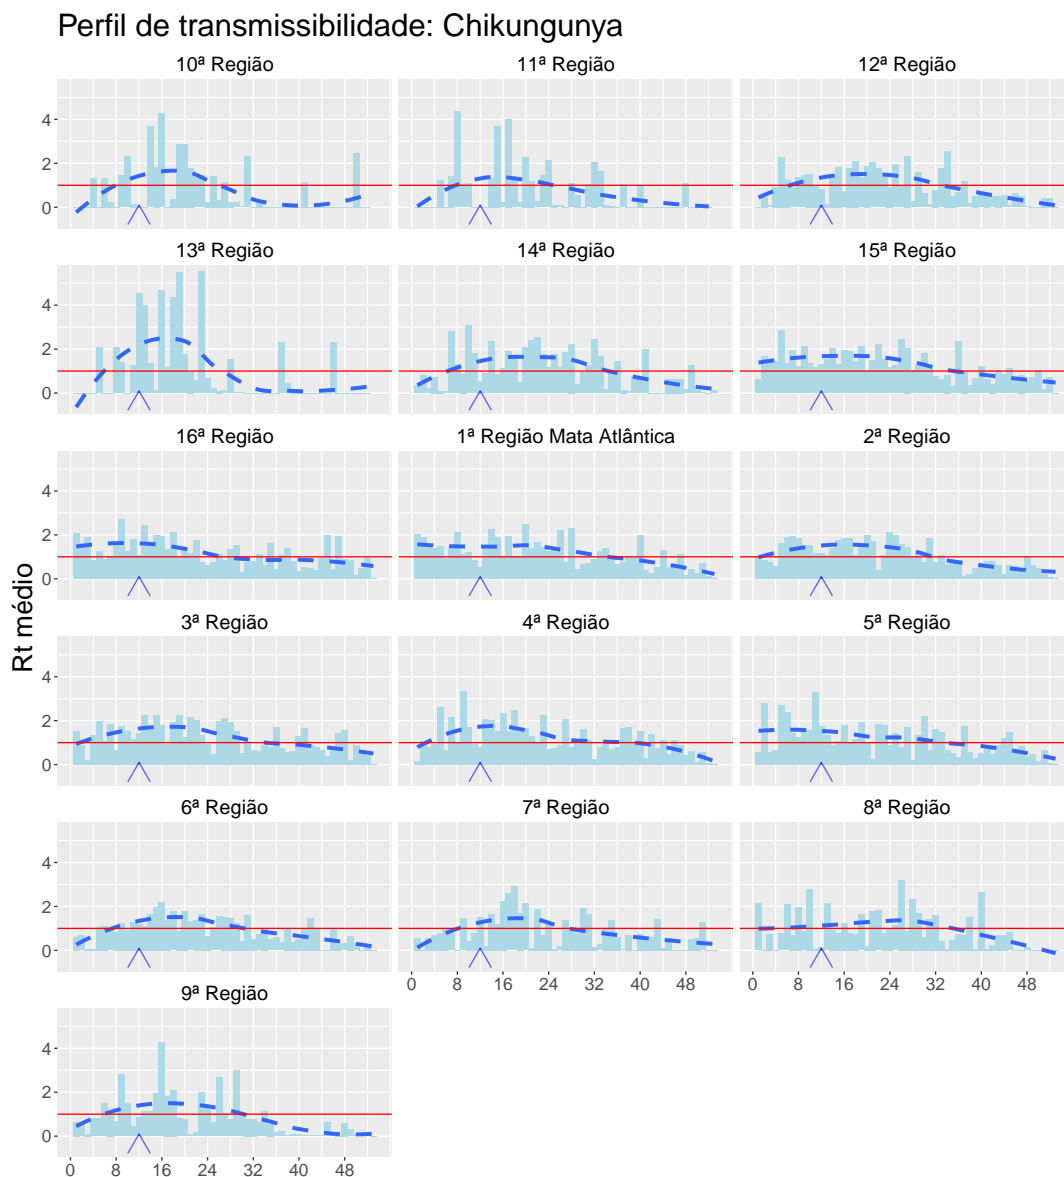 Perfil de transmissibilidade: Chikungunya
10ª Região
11ª Região
12ª Região
4
2
0
13ª Região
14ª Região
15ª Região
4
2
0
16ª Região
1ª Região Mata Atlântica
2ª Região
4
2
0
Rt médio
3ª Região
4ª Região
5ª Região
4
2
0
6ª Região
7ª Região
8ª Região
4
2
0
0 8 16 24 32 40 48
0 8 16 24 32 40 48
9ª Região
4
2
0
0 8 16 24 32 40 48